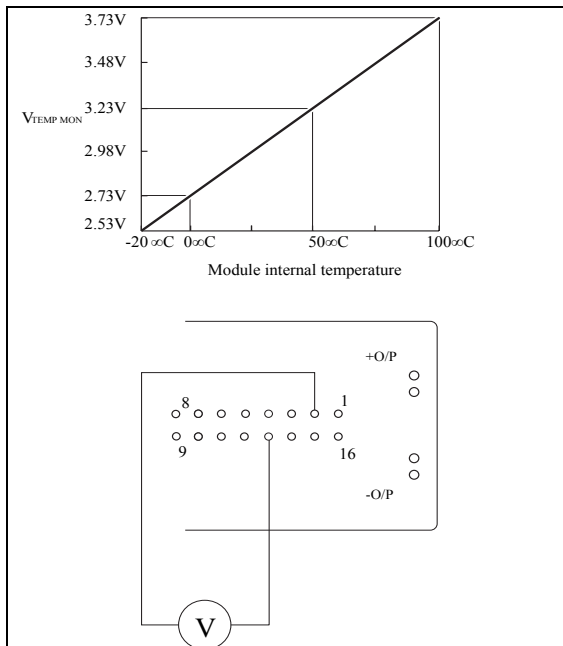 3.73V
3.48V
3.23V
VTEMP MON
2.98V
2.73V
2.53V
-20 ∞C 0∞C 50∞C 100∞C
Module internal temperature
+O/P
8 1
9 16
-O/P
V